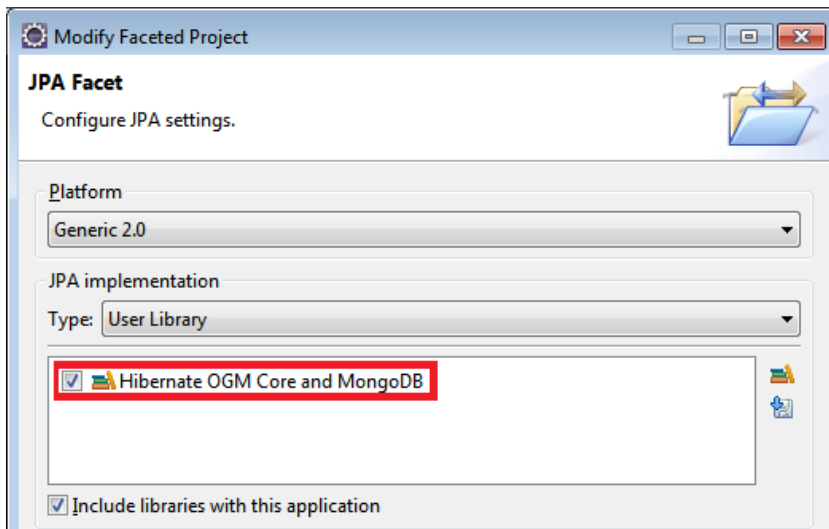 Modify Faceted Project
JPA Facet
Configure JPA settings.
Platform
Generic 2.0
JPA implementation
Type: User Library
Hibernate OGM Core and MongoDB
Include libraries with this application